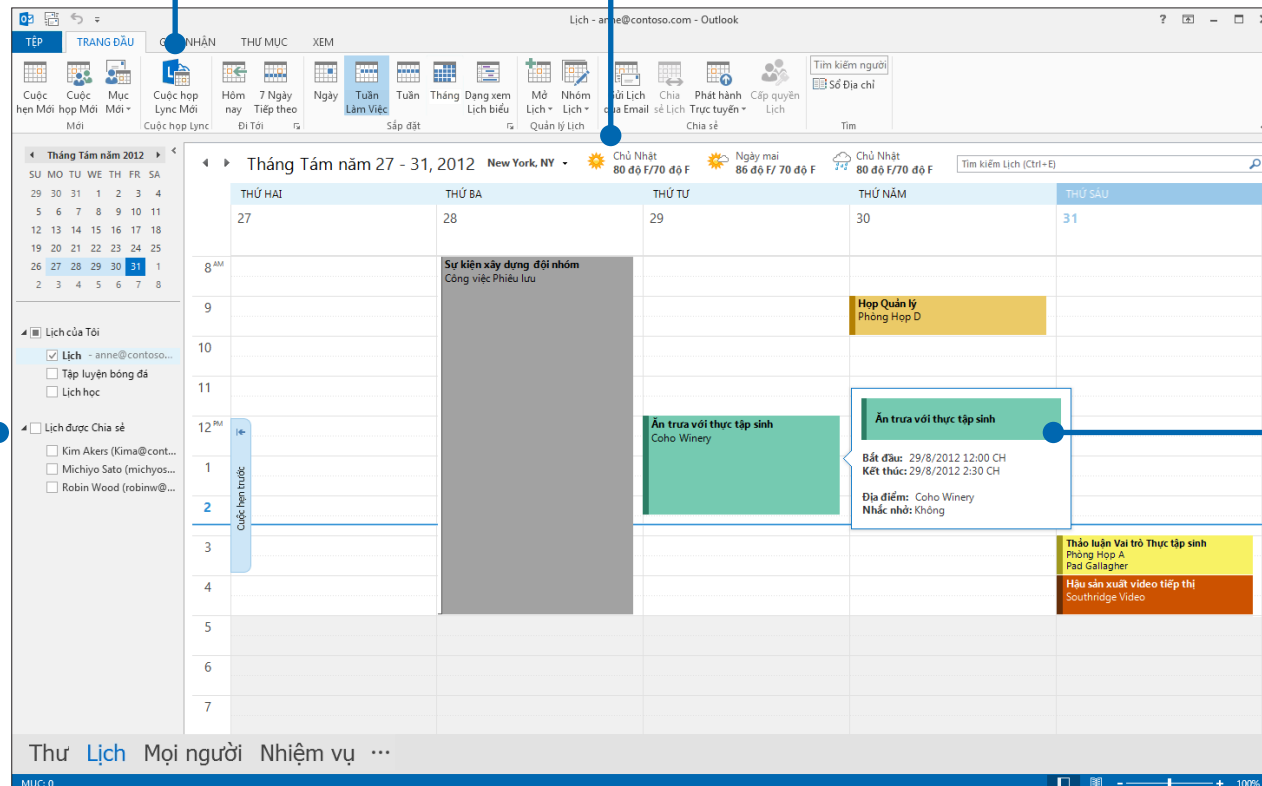 Lịch - anne@contoso.com - Outlook
TỆP TRANG ĐẦU NHẬN THƯ MỤC XEM
Cuộc hẹn Mới
Cuộc họp Mới
Mục Mới
Mới
Cuộc họp Lync Mới
Cuộc họp Lync
Hôm nay
7 Ngày Tiếp theo
Đi Tới
Ngày
Tuần Làm Việc
Tuần
Tháng
Dạng xem Lịch biểu
Sắp đặt
Mở Lịch
Nhóm Lịch
Quản lý Lịch
Gửi Lịch qua Email
Chia sẻ Lịch
Phát hành Trực tuyến
Cấp quyền Lịch
Chia sẻ
Tìm kiếm người
Sổ Địa chỉ
Tìm
Tháng Tám năm 2012
SU MO TU WE TH FR SA
29 30 31 1 2 3 4
5 6 7 8 9 10 11
12 13 14 15 16 17 18
19 20 21 22 23 24 25
26 27 28 29 30 31 1
2 3 4 5 6 7 8
Lịch của Tôi
Lịch - anne@contoso...
Tập luyện bóng đá
Lịch học
Lịch được Chia sẻ
Kim Akers (Kima@cont...
Michiyo Sato (michyos...
Robin Wood (robinw@...
Tháng Tám năm 27 - 31, 2012 New York, NY
Chủ Nhật
80 độ F/70 độ F
Ngày mai
86 độ F/ 70 độ F
Chủ Nhật
80 độ F/70 độ F
Tìm kiếm Lịch (Ctrl+E)
THỨ HAI THỨ BA THỨ TƯ THỨ NĂM THỨ SÁU
27 28 29 30 31
8 AM
9
10
11
12 PM
1
2
3
4
5
6
7
Cuộc hẹn trước
Sự kiện xây dựng đội nhóm
Công việc Phiêu lưu
Ăn trưa với thực tập sinh
Coho Winery
Họp Quản lý
Phòng Họp D
Ăn trưa với thực tập sinh
Bắt đầu: 29/8/2012 12:00 CH
Kết thúc: 29/8/2012 2:30 CH
Địa điểm: Coho Winery
Nhắc nhở: Không
Thảo luận Vai trò Thực tập sinh
Phòng Họp A
Pad Gallagher
Hậu sản xuất video tiếp thị
Southridge Video
Thư Lịch Mọi người Nhiệm vụ ···
MỤC: 0 100%